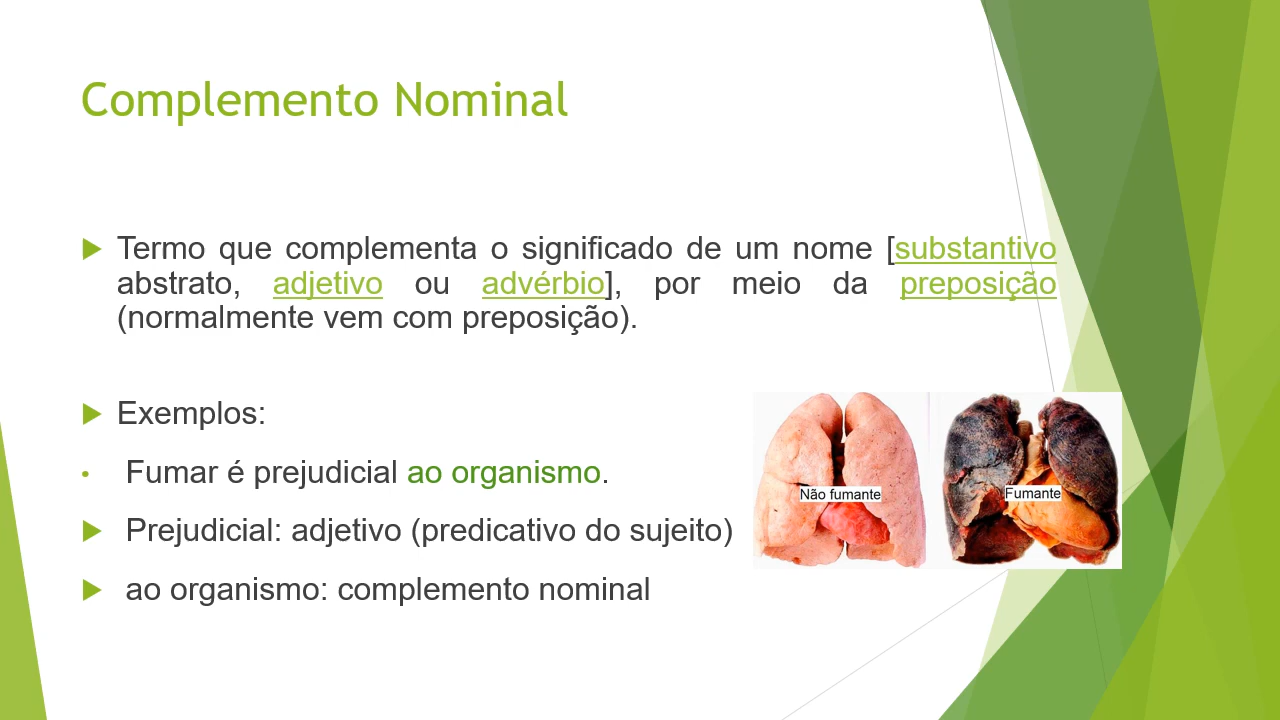 Complemento Nominal
Termo que complementa o significado de um nome [substantivo
abstrato, adjetivo ou advérbio], por meio da preposição
(normalmente vem com preposição).
Exemplos:
Fumar é prejudicial ao organismo.
Prejudicial: adjetivo (predicativo do sujeito)
ao organismo: complemento nominal
Não fumante
Fumante